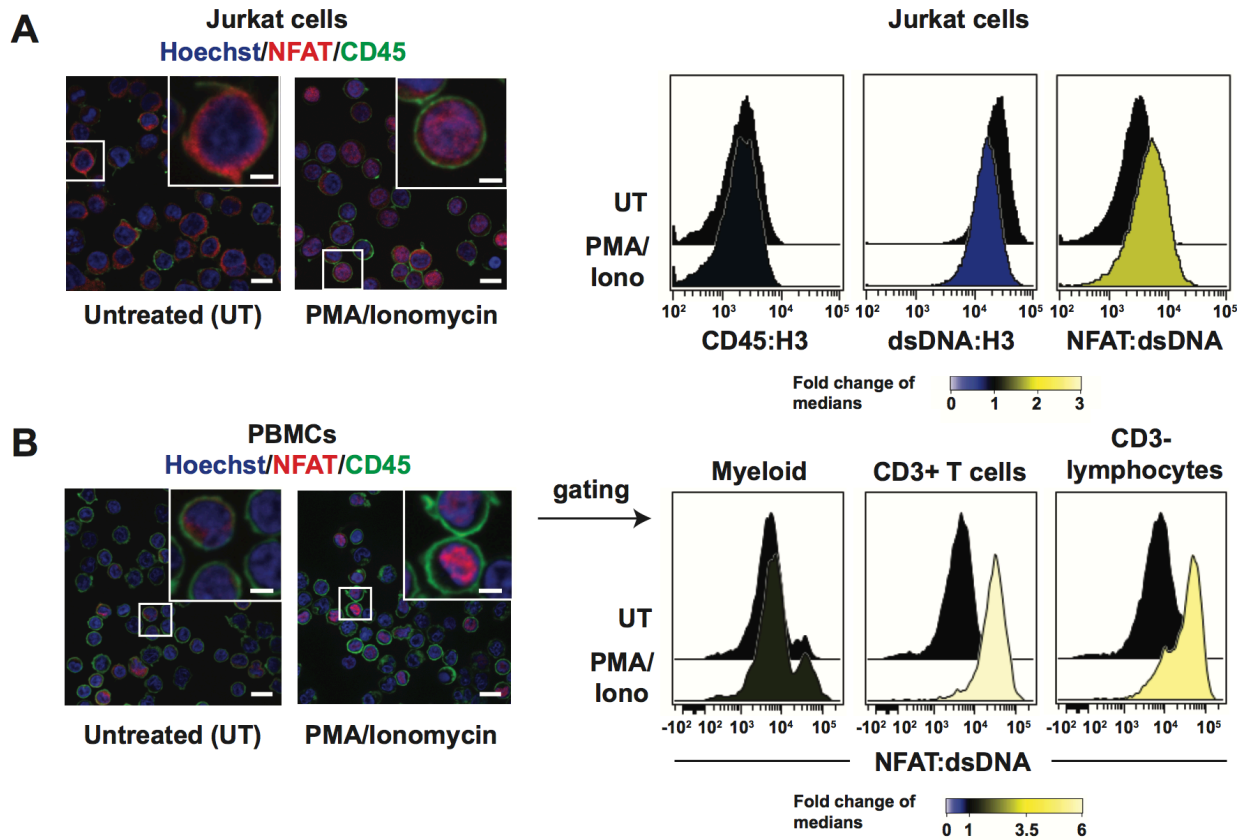 A
Jurkat cells
Hoechst/NFAT/CD45
Untreated (UT)
PMA/Ionomycin
Jurkat cells
UT
PMA/
Iono
10² 10³ 10⁴ 10⁵
10² 10³ 10⁴ 10⁵
10² 10³ 10⁴ 10⁵
CD45:H3
dsDNA:H3
NFAT:dsDNA
Fold change of
medians
0 1 2 3
B
PBMCs
Hoechst/NFAT/CD45
Untreated (UT)
PMA/Ionomycin
gating
Myeloid
CD3+ T cells
CD3-
lymphocytes
UT
PMA/
Iono
-10² 10² 10³ 10⁴ 10⁵
-10² 10² 10³ 10⁴ 10⁵
-10² 10² 10³ 10⁴ 10⁵
NFAT:dsDNA
Fold change of
medians
0 1 3.5 6